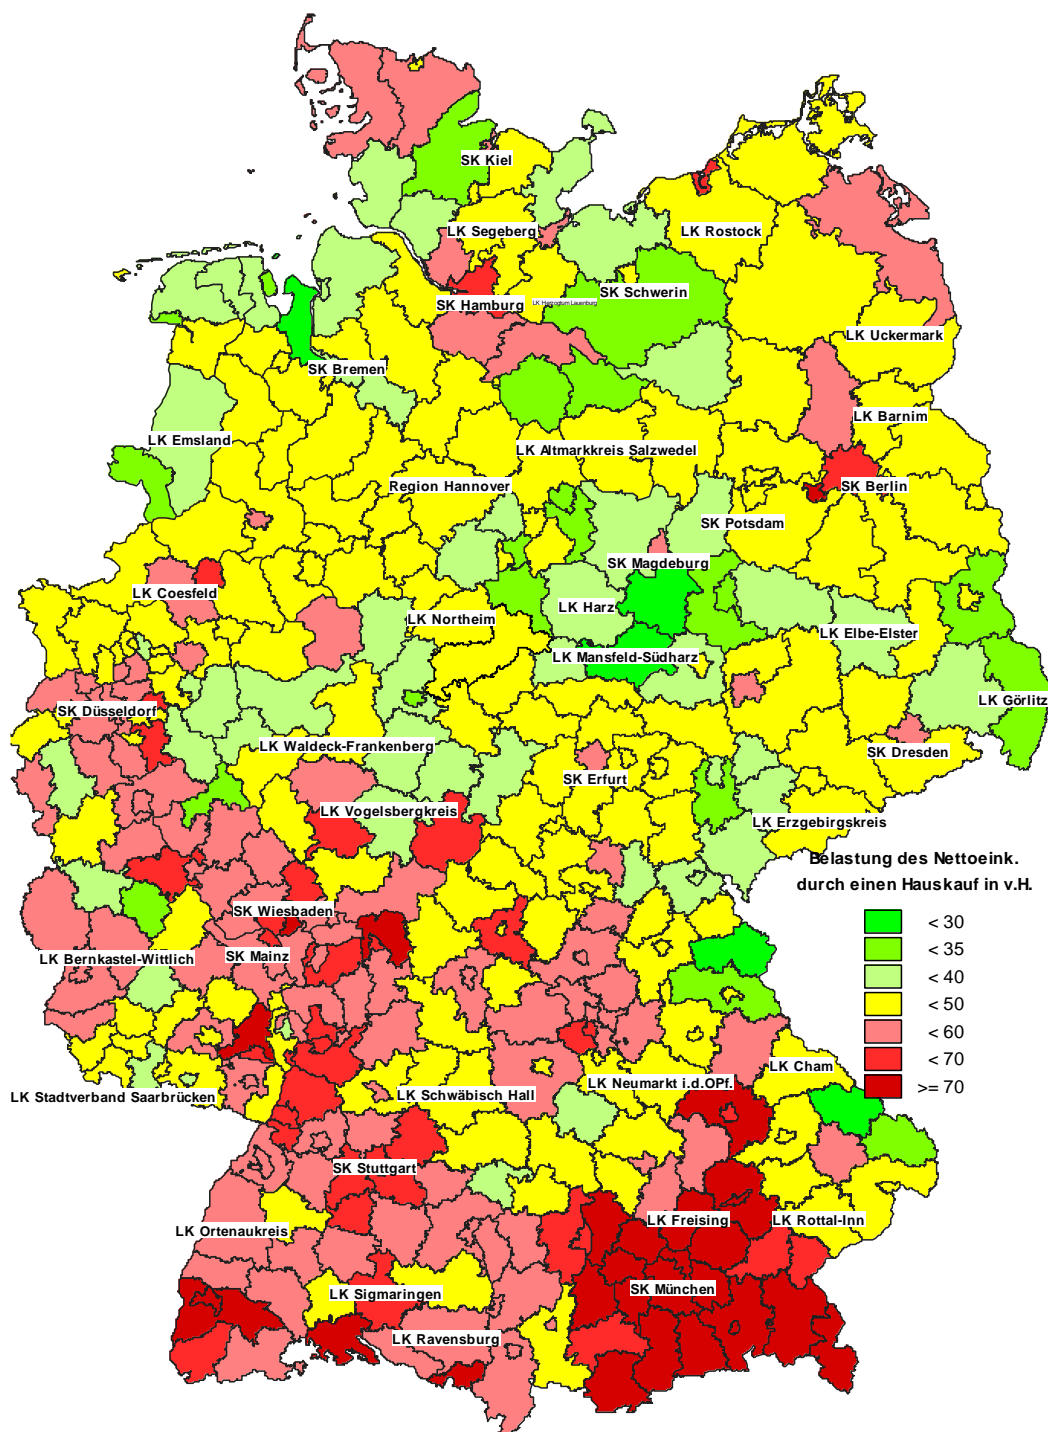 SK Kiel
LK Segeberg
LK Rostock
SK Schwerin
LK Herzogtum Lauenburg
SK Hamburg
LK Uckermark
SK Bremen
LK Barnim
LK Emsland
LK Altmarkkreis Salzwedel
Region Hannover
SK Berlin
SK Potsdam
SK Magdeburg
LK Coesfeld
LK Harz
LK Northeim
LK Elbe-Elster
LK Mansfeld-Südharz
LK Görlitz
SK Düsseldorf
LK Waldeck-Frankenberg
SK Dresden
SK Erfurt
LK Vogelsbergkreis
LK Erzgebirgskreis
Belastung des Nettoeink.
durch einen Hauskauf in v.H.
< 30
< 35
< 40
< 50
< 60
< 70
>= 70
SK Wiesbaden
SK Mainz
LK Bernkastel-Wittlich
LK Cham
LK Neumarkt i.d.OPf.
LK Stadtverband Saarbrücken
LK Schwäbisch Hall
SK Stuttgart
LK Freising
LK Rottal-Inn
LK Ortenaukreis
SK München
LK Sigmaringen
LK Ravensburg